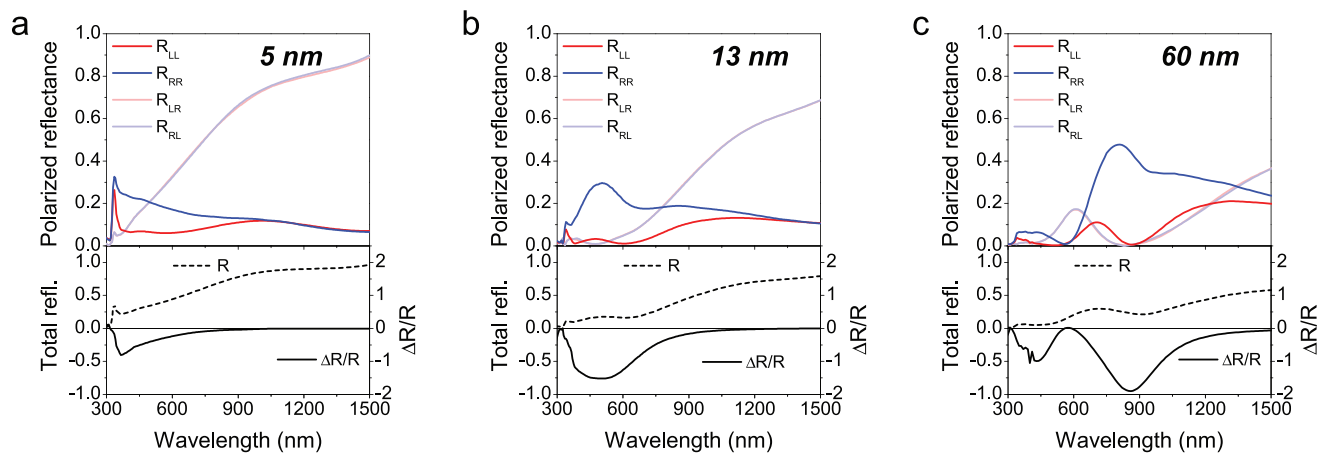 a
5 nm
Polarized reflectance
1.0
0.8
0.6
0.4
0.2
0.0
R_LL
R_RR
R_LR
R_RL
Total refl.
1.0
0.5
0.0
-0.5
-1.0
R
ΔR/R
2
1
0
-1
-2
ΔR/R
300 600 900 1200 1500
Wavelength (nm)
b
13 nm
Polarized reflectance
1.0
0.8
0.6
0.4
0.2
0.0
R_LL
R_RR
R_LR
R_RL
Total refl.
1.0
0.5
0.0
-0.5
-1.0
R
ΔR/R
2
1
0
-1
-2
ΔR/R
300 600 900 1200 1500
Wavelength (nm)
c
60 nm
Polarized reflectance
1.0
0.8
0.6
0.4
0.2
0.0
R_LL
R_RR
R_LR
R_RL
Total refl.
1.0
0.5
0.0
-0.5
-1.0
R
ΔR/R
2
1
0
-1
-2
ΔR/R
300 600 900 1200 1500
Wavelength (nm)